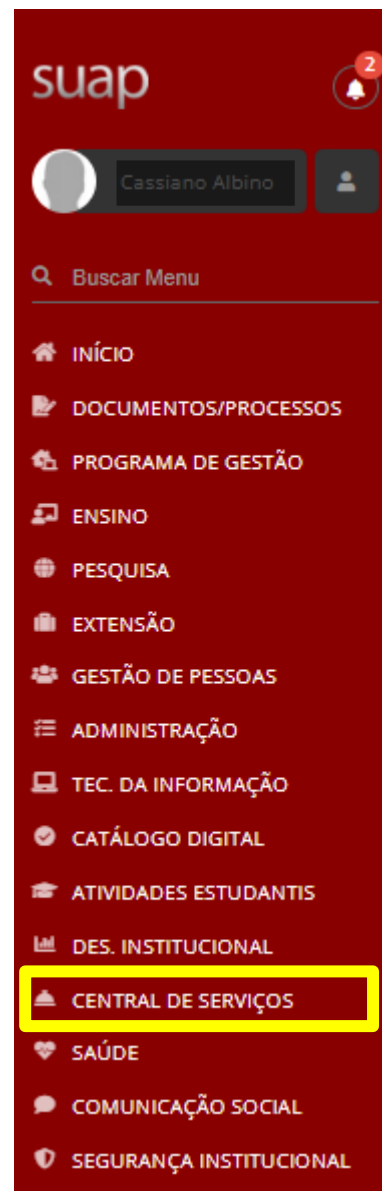 suap
2
Cassiano Albino
Buscar Menu
INÍCIO
DOCUMENTOS/PROCESSOS
PROGRAMA DE GESTÃO
ENSINO
PESQUISA
EXTENSÃO
GESTÃO DE PESSOAS
ADMINISTRAÇÃO
TEC. DA INFORMAÇÃO
CATÁLOGO DIGITAL
ATIVIDADES ESTUDANTIS
DES. INSTITUCIONAL
CENTRAL DE SERVIÇOS
SAÚDE
COMUNICAÇÃO SOCIAL
SEGURANÇA INSTITUCIONAL